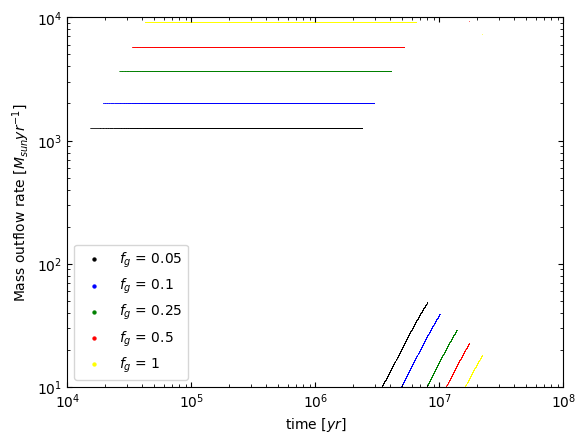 10^4
10^3
10^2
10^1
Mass outflow rate [M_{sun}yr^{-1}]
f_g = 0.05
f_g = 0.1
f_g = 0.25
f_g = 0.5
f_g = 1
10^4 10^5 10^6 10^7 10^8
time [yr]